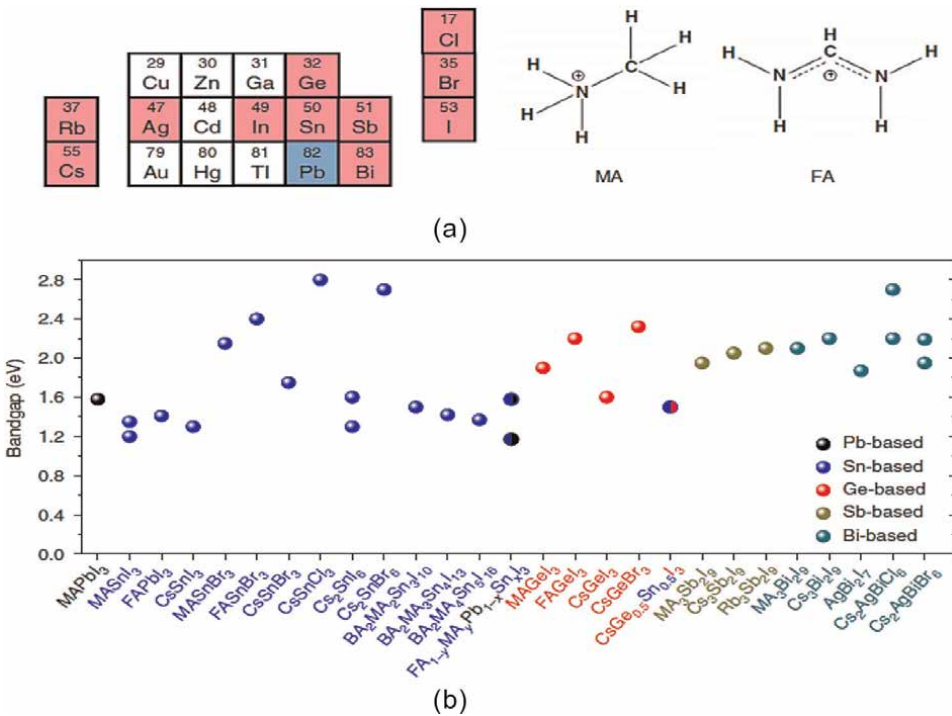 17
Cl
29 30 31 32 35
Cu Zn Ga Ge Br
37 47 48 49 50 51 53
Rb Ag Cd In Sn Sb I
55 79 80 81 82 83
Cs Au Hg Tl Pb Bi
H H C H N ⊕ H H H
MA
H H C N ⊕ N H H H
FA
(a)
Bandgap (eV)
2.8
2.4
2.0
1.6
1.2
0.8
0.4
0.0
Pb-based
Sn-based
Ge-based
Sb-based
Bi-based
MAPbI₃
MASnI₃
FAPbI₃
CsSnI₃
MASnBr₃
FASNBr₃
CsSnBr₃
CsSnCl₃
Cs₂SnI₆
Cs₂SnBr₆
BA₂MA₂Sn₃I₁₀
BA₂MA₃Sn₄I₁₃
BA₂MA₄Sn₅I₁₆
FA₁₋yMAyPb₁₋ₓSnₓI₃
MAGeI₃
FAGeI₃
CsGeI₃
CsGeBr₃
CsGe₀.₅Sn₀.₅I₃
MA₃Sb₂I₉
Cs₃Sb₂I₉
Rb₃Sb₂I₉
MA₃Bi₂I₉
Cs₃Bi₂I₉
AgBi₂I₇
Cs₂AgBiCl₆
Cs₂AgBiBr₆
(b)